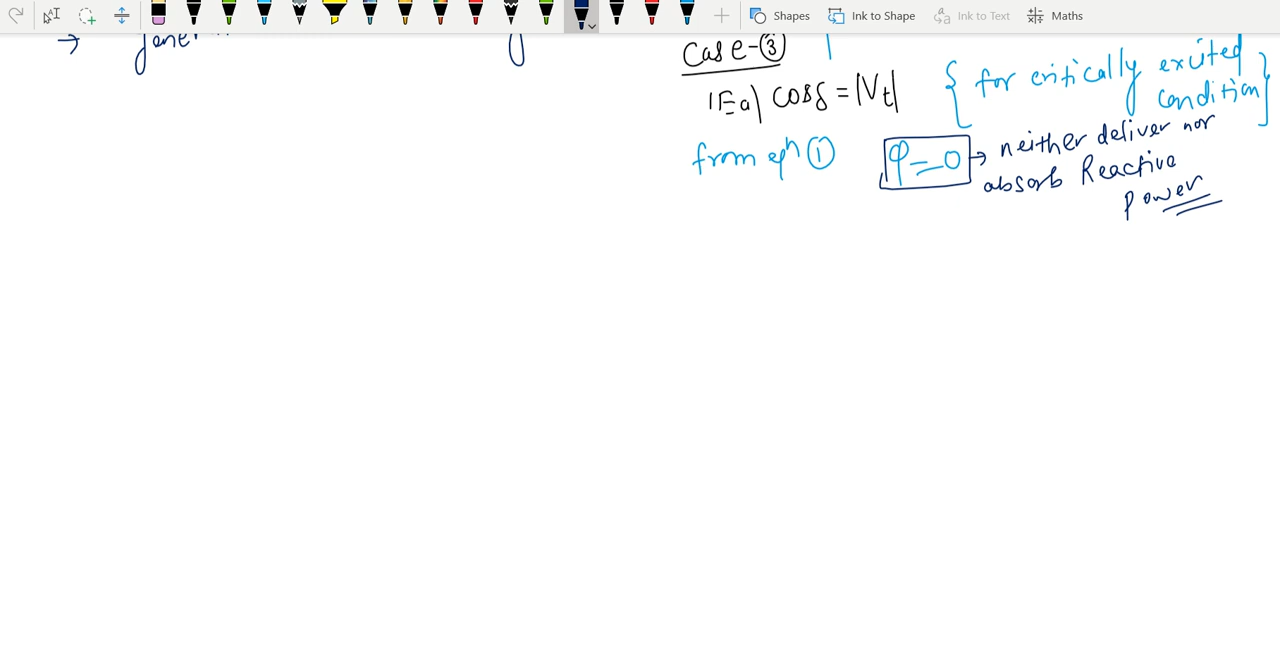 Shapes
Ink to Shape
Ink to Text
Maths
→
Case-③
|Ea| cosδ = |Vt| { for critically excited condition }
from eqn ① Q=0 → neither deliver nor
absorb Reactive
Power